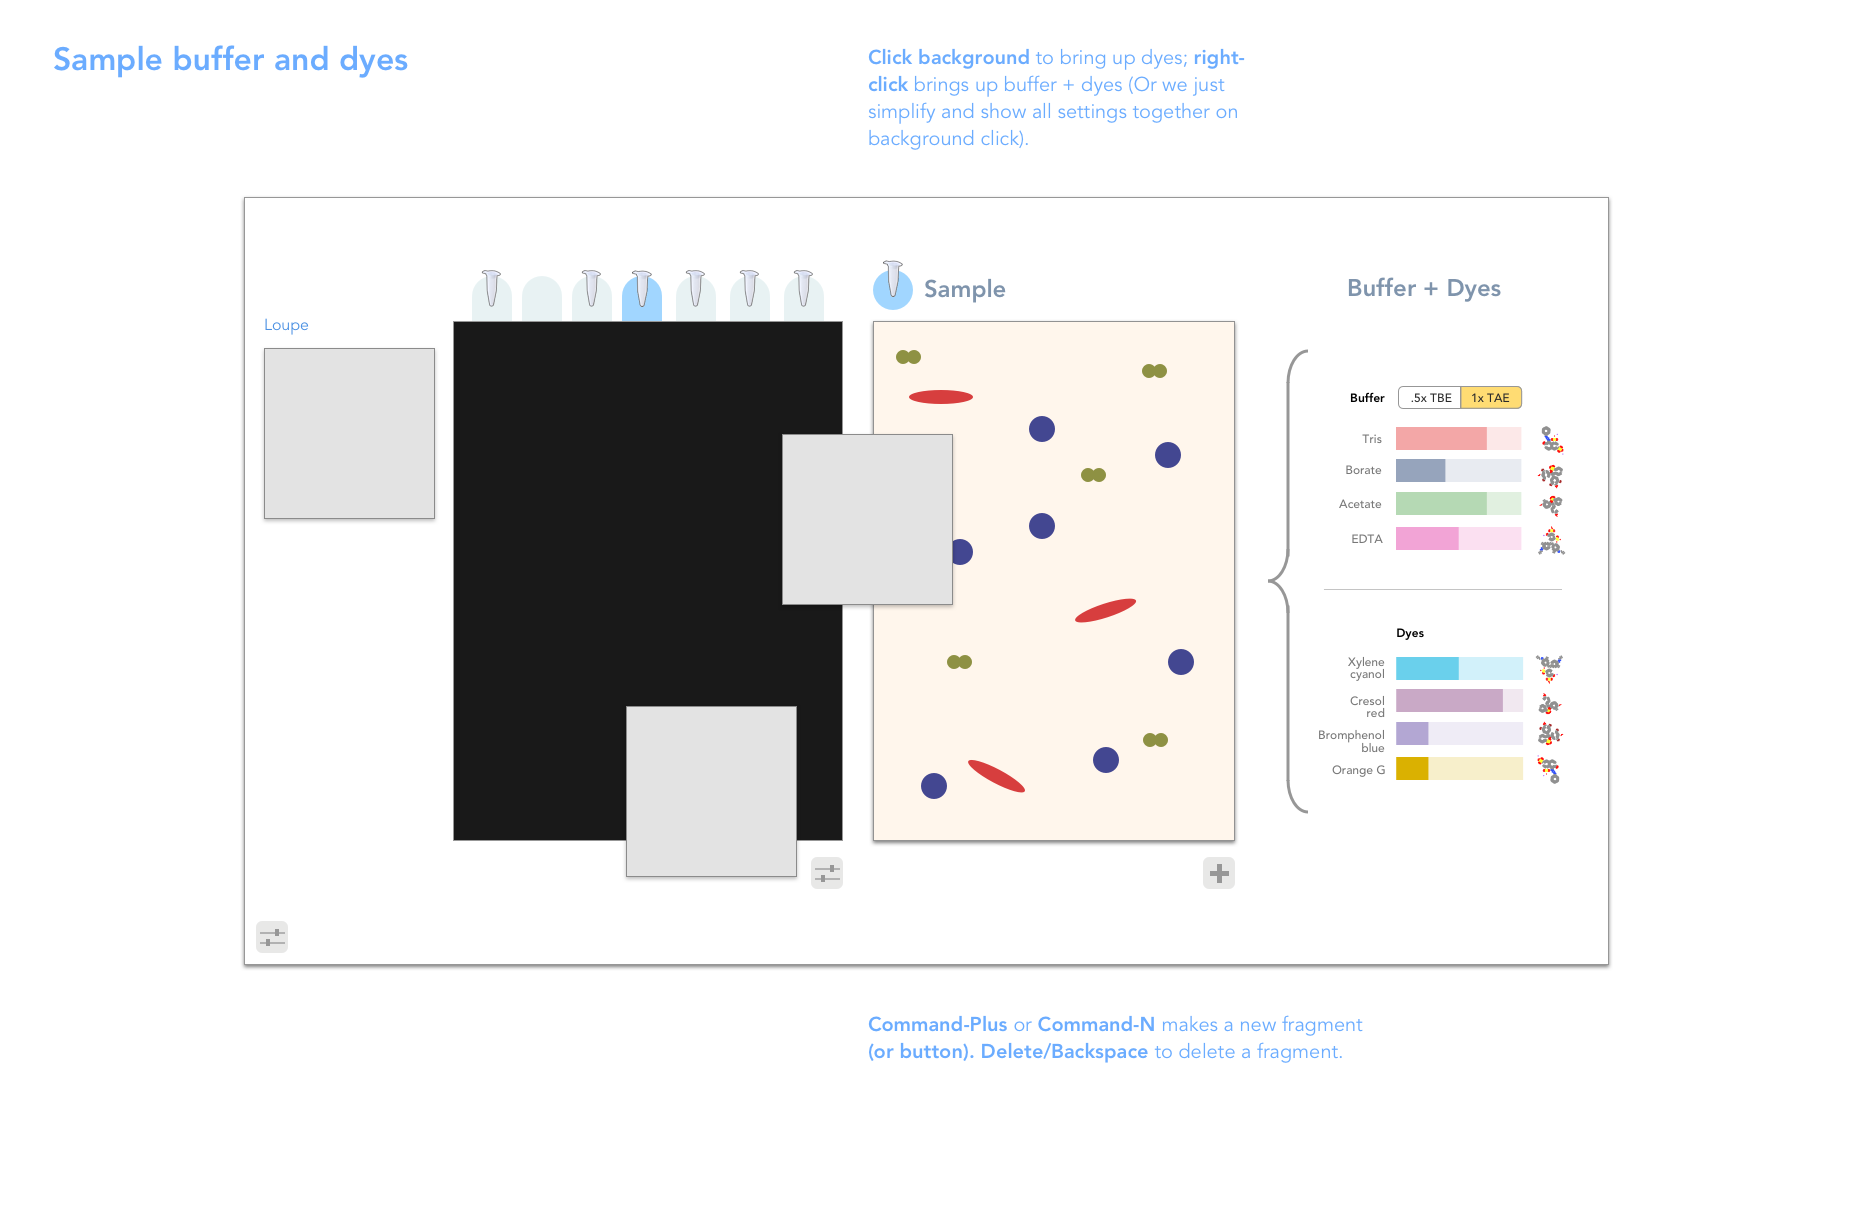 Sample buffer and dyes
Click background to bring up dyes; right-
click brings up buffer + dyes (Or we just
simplify and show all settings together on
background click).
Loupe
Sample
Buffer + Dyes
Buffer .5x TBE 1x TAE
Tris
Borate
Acetate
EDTA
Dyes
Xylene
cyanol
Cresol
red
Bromphenol
blue
Orange G
Command-Plus or Command-N makes a new fragment
(or button). Delete/Backspace to delete a fragment.